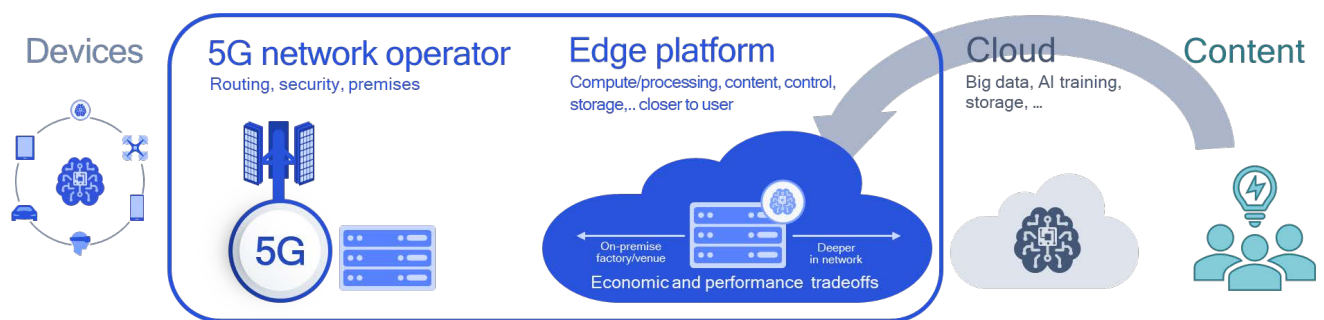 Devices
5G network operator
Routing, security, premises
5G
Edge platform
Compute/processing, content, control,
storage,.. closer to user
On-premise
factory/venue
Deeper
in network
Economic and performance tradeoffs
Cloud
Big data, AI training,
storage, ...
Content